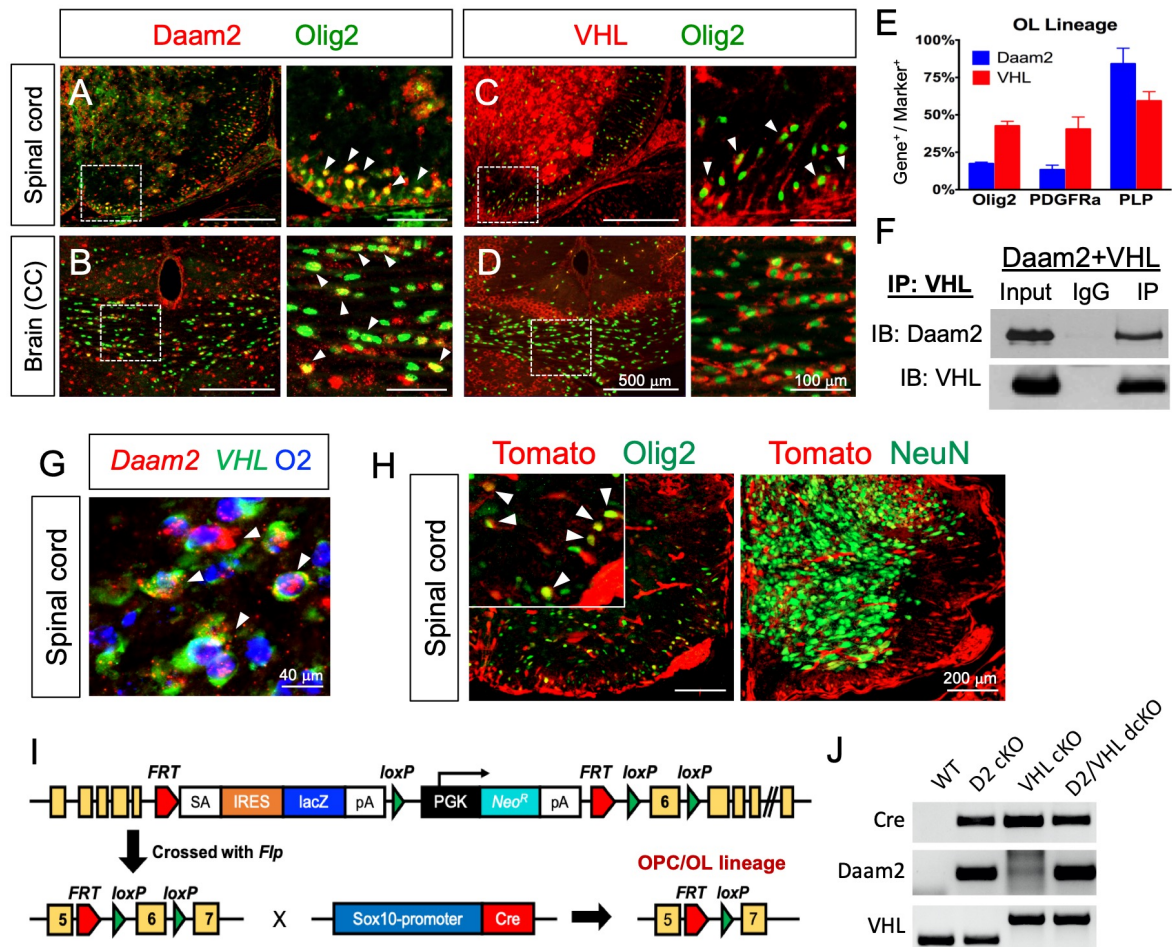 Daam2 Olig2
VHL Olig2
Spinal cord
A
C
Brain (CC)
B
D
500 μm
100 μm
E
OL Lineage
Gene⁺ / Marker⁺
100%
75%
50%
25%
0%
Daam2
VHL
Olig2 PDGFRa PLP
F
Daam2+VHL
IP: VHL
Input IgG IP
IB: Daam2
IB: VHL
G
Daam2 VHL O2
Spinal cord
40 μm
H
Tomato Olig2
Tomato NeuN
Spinal cord
200 μm
I
FRT loxP FRT loxP loxP
SA IRES lacZ pA PGK Neoᴿ pA 6
Crossed with Flp
OPC/OL lineage
FRT loxP loxP
5 6 7
X
Sox10-promoter Cre
FRT loxP
5 7
J
WT D2 cKO VHL cKO D2/VHL dcKO
Cre
Daam2
VHL